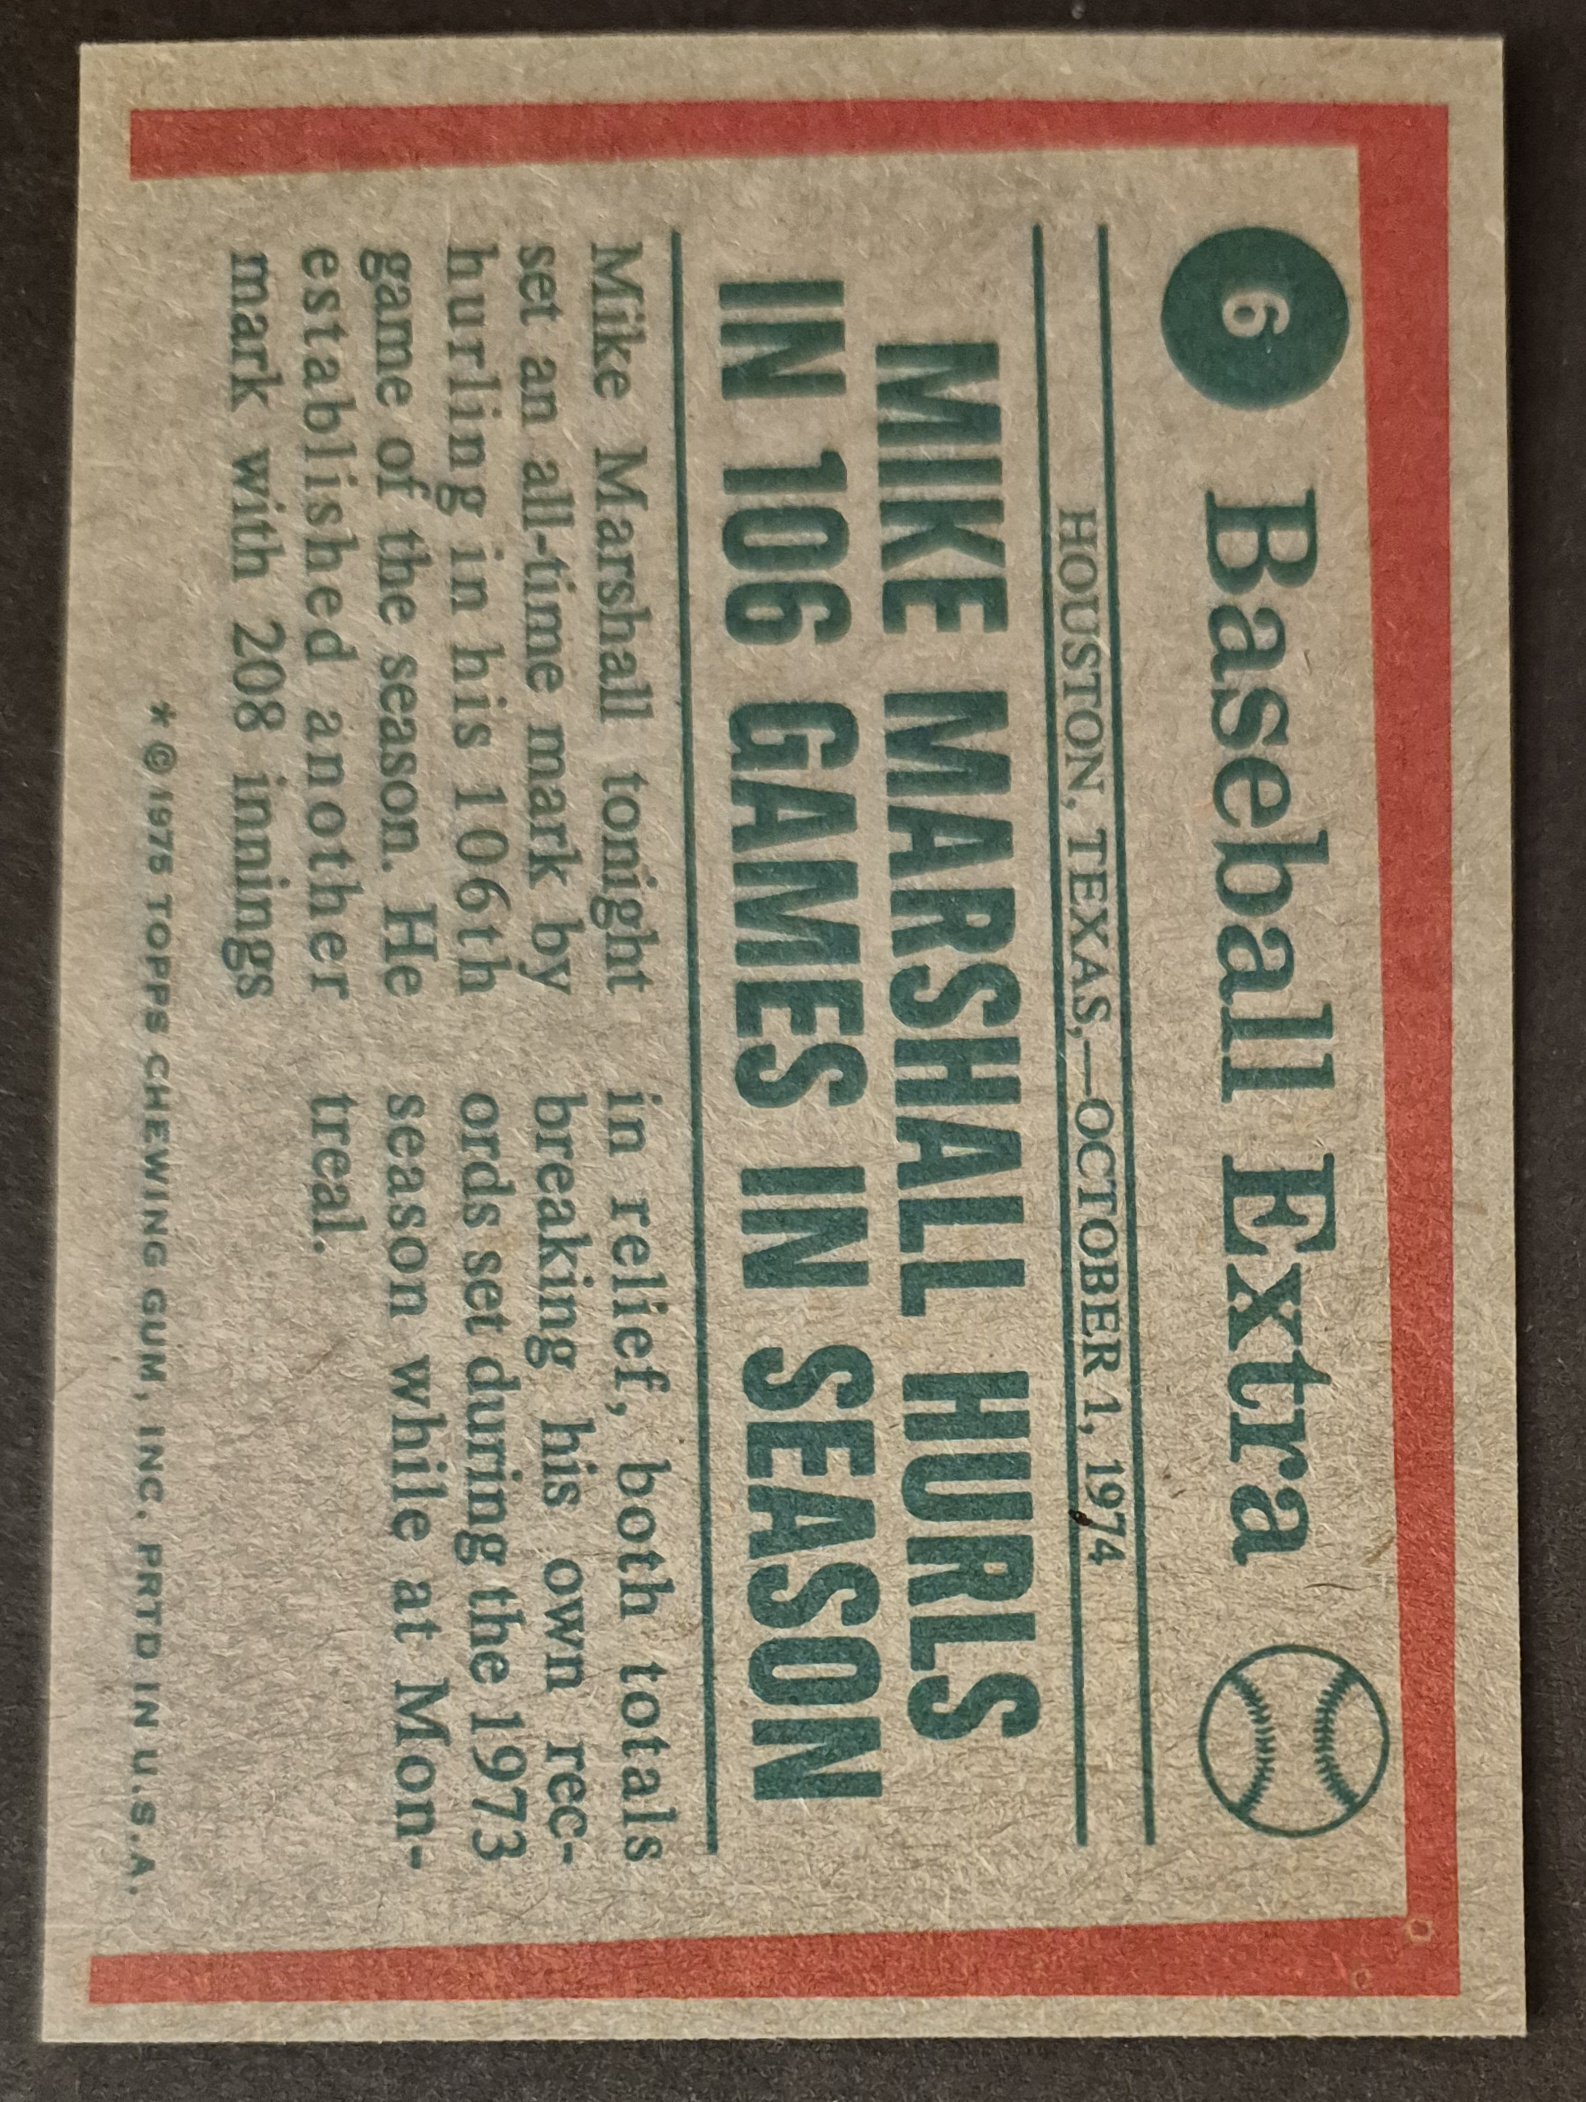 6 Baseball Extra
HOUSTON, TEXAS,—OCTOBER 1, 1974
MIKE MARSHALL HURLS
IN 106 GAMES IN SEASON
Mike Marshall tonight
set an all-time mark by
hurling in his 106th
game of the season. He
established another
mark with 208 innings
in relief, both totals
breaking his own rec-
ords set during the 1973
season while at Mon-
treal.
* © 1975 TOPPS CHEWING GUM, INC. PRTD IN U.S.A.